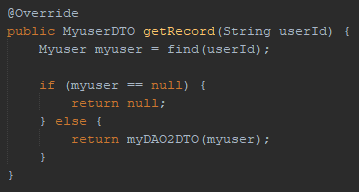 @Override
public MyuserDTO getRecord(String userId) {
    Myuser myuser = find(userId);

    if (myuser == null) {
        return null;
    } else {
        return myDAO2DTO(myuser);
    }
}